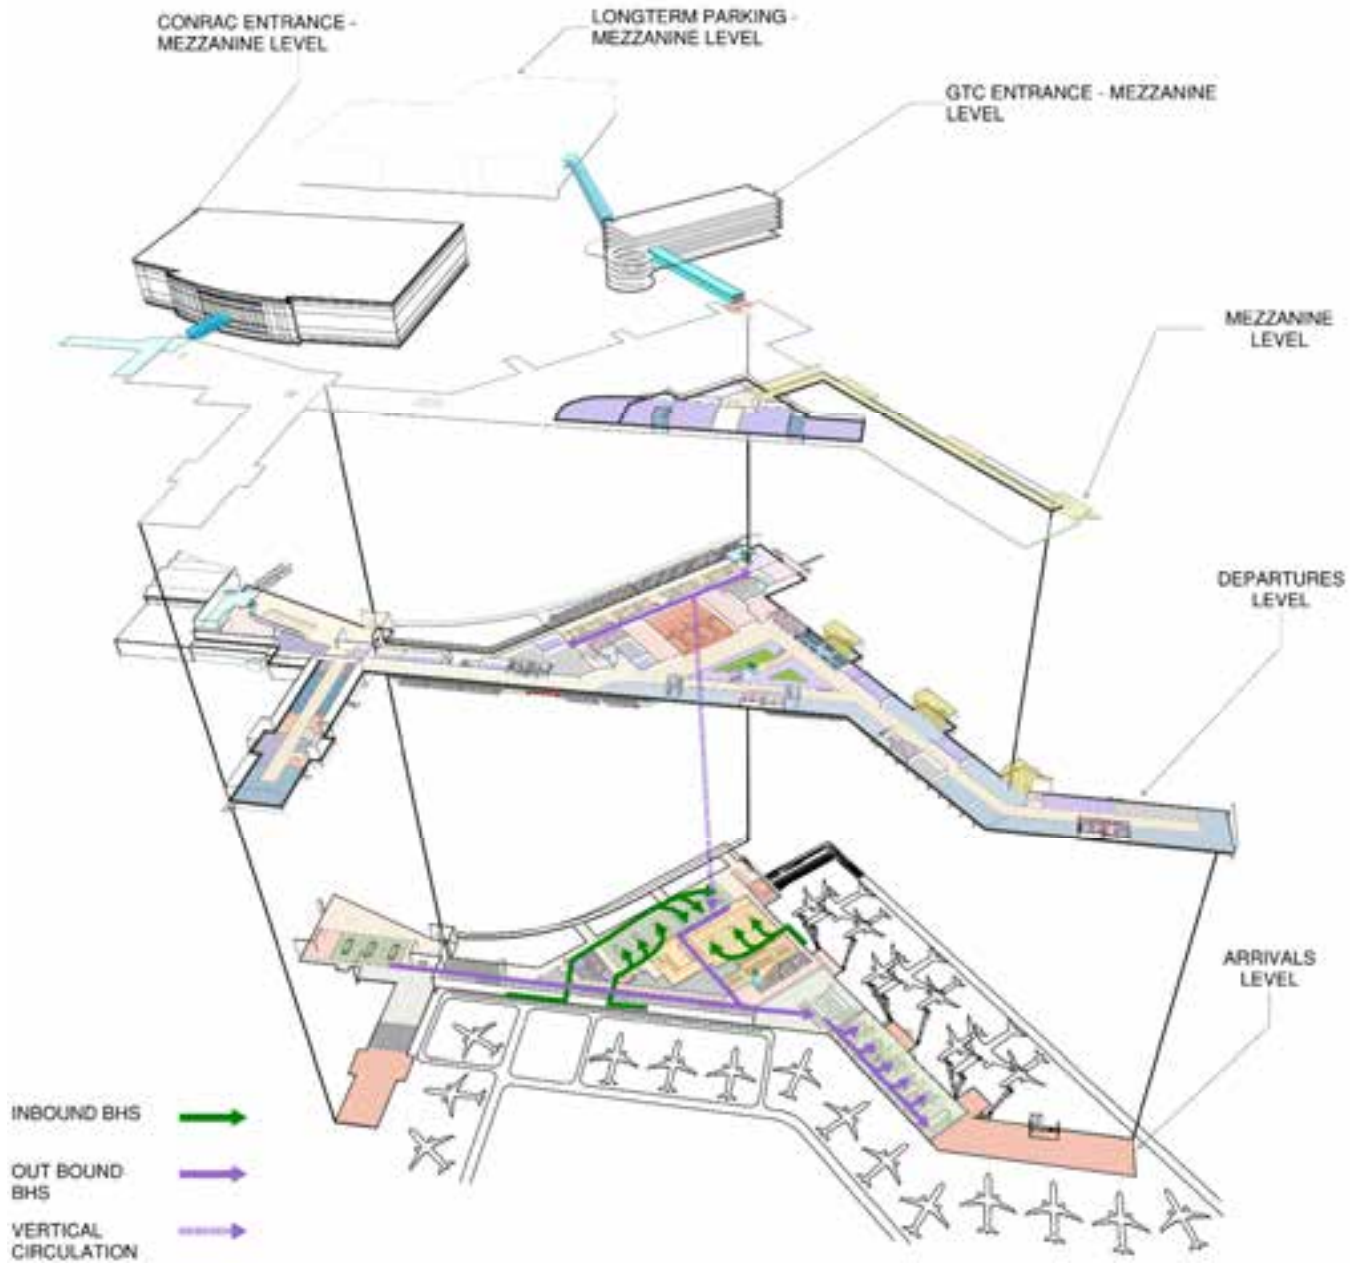 CONRAC ENTRANCE -
MEZZANINE LEVEL
LONGTERM PARKING -
MEZZANINE LEVEL
GTC ENTRANCE - MEZZANINE
LEVEL
MEZZANINE
LEVEL
DEPARTURES
LEVEL
ARRIVALS
LEVEL
INBOUND BHS
OUT BOUND
BHS
VERTICAL
CIRCULATION